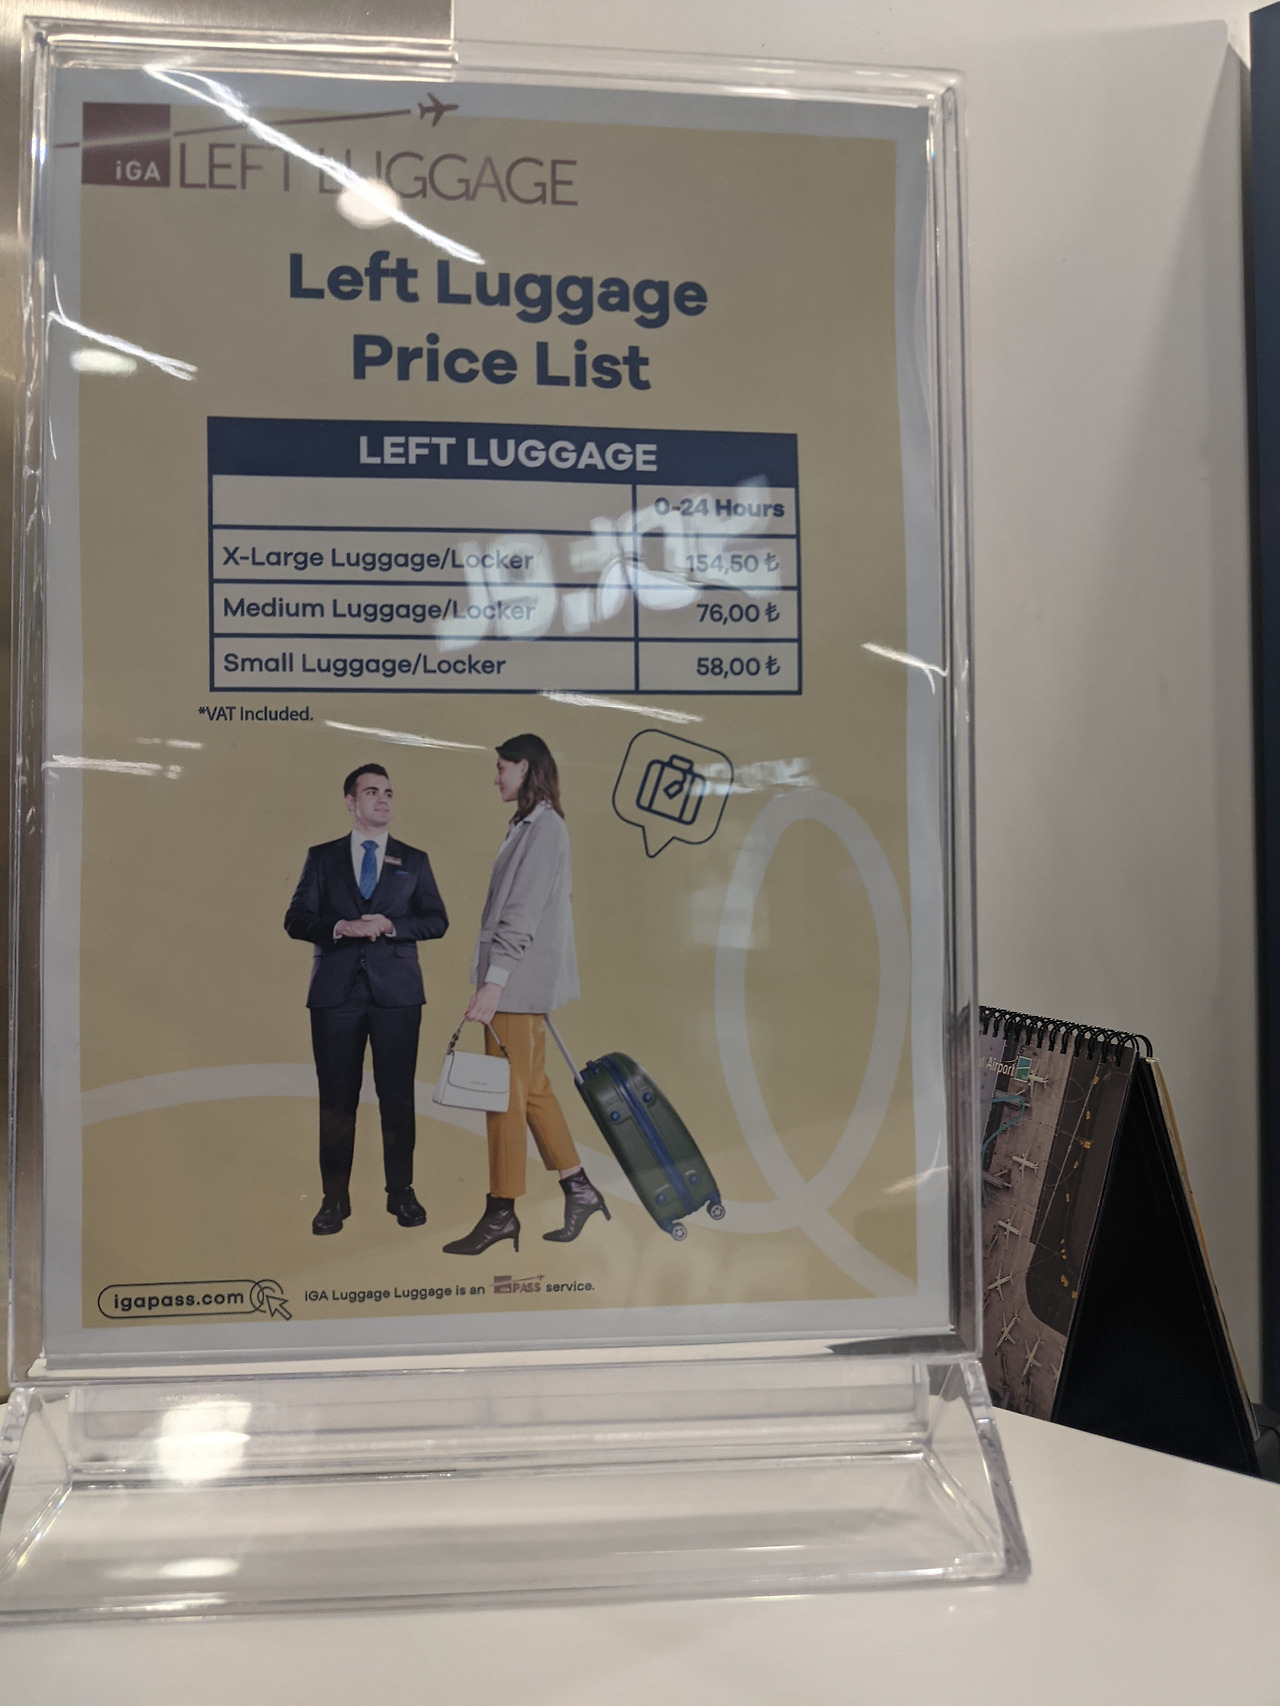 iGA LEFT LUGGAGE
Left Luggage
Price List
LEFT LUGGAGE
0-24 Hours
X-Large Luggage/Locker 154,50 ₺
Medium Luggage/Locker 76,00 ₺
Small Luggage/Locker 58,00 ₺
*VAT Included.
igapass.com
iGA Luggage Luggage is an iGA PASS service.
Airport